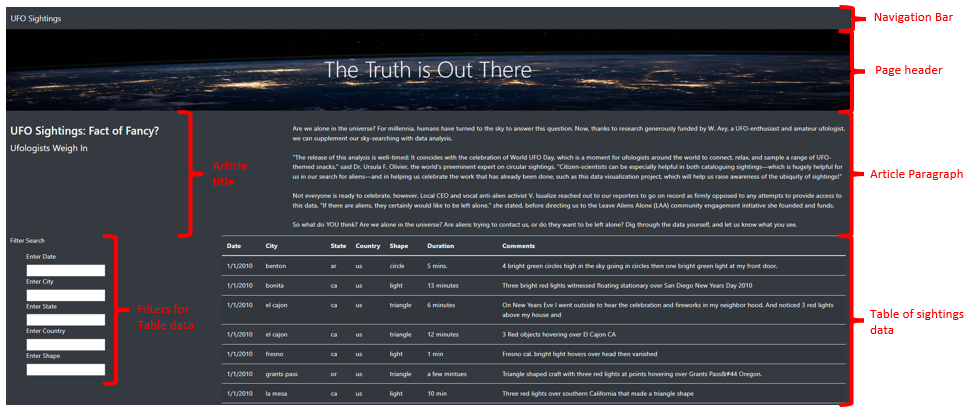 UFO Sightings
Navigation Bar
The Truth is Out There
Page header
UFO Sightings: Fact of Fancy?
Ufologists Weigh In
Article
title
Are we alone in the universe? For millennia, humans have turned to the sky to answer this question. Now, thanks to research generously funded by W. Avy, a UFO-enthusiast and amateur ufologist,
we can supplement our sky-searching with data analysis.
"The release of this analysis is well-timed: It coincides with the celebration of World UFO Day, which is a moment for ufologists around the world to connect, relax, and sample a range of UFO-
themed snacks," said Dr. Ursula F. Olivier, the world's preeminent expert on circular sightings. "Citizen-scientists can be especially helpful in both cataloguing sightings—which is hugely helpful for
us in our search for aliens—and in helping us celebrate the work that has already been done, such as this data visualization project, which will help us raise awareness of the ubiquity of sightings!"
Not everyone is ready to celebrate, however. Local CEO and vocal anti-alien activist V. Isualize reached out to our reporters to go on record as firmly opposed to any attempts to provide access to
this data. "If there are aliens, they certainly would like to be left alone," she stated, before directing us to the Leave Aliens Alone (LAA) community engagement initiative she founded and funds.
So what do YOU think? Are we alone in the universe? Are aliens trying to contact us, or do they want to be left alone? Dig through the data yourself, and let us know what you see.
Article Paragraph
Filter Search
Enter Date
Enter City
Enter State
Enter Country
Enter Shape
Filters for
Table data
Date City State Country Shape Duration Comments
1/1/2010 benton ar us circle 5 mins. 4 bright green circles high in the sky going in circles then one bright green light at my front door.
1/1/2010 bonita ca us light 13 minutes Three bright red lights witnessed floating stationary over San Diego New Years Day 2010
1/1/2010 el cajon ca us triangle 6 minutes On New Years Eve I went outside to hear the celebration and fireworks in my neighbor hood. And noticed 3 red lights
above my house and
1/1/2010 el cajon ca us triangle 12 minutes 3 Red objects hovering over El Cajon CA
1/1/2010 fresno ca us light 1 min Fresno cal. bright light hovers over head then vanished
1/1/2010 grants pass or us triangle a few mintues Triangle shaped craft with three red lights at points hovering over Grants Pass&#44 Oregon.
1/1/2010 la mesa ca us light 10 min Three red lights over southern California that made a triangle shape
Table of sightings
data